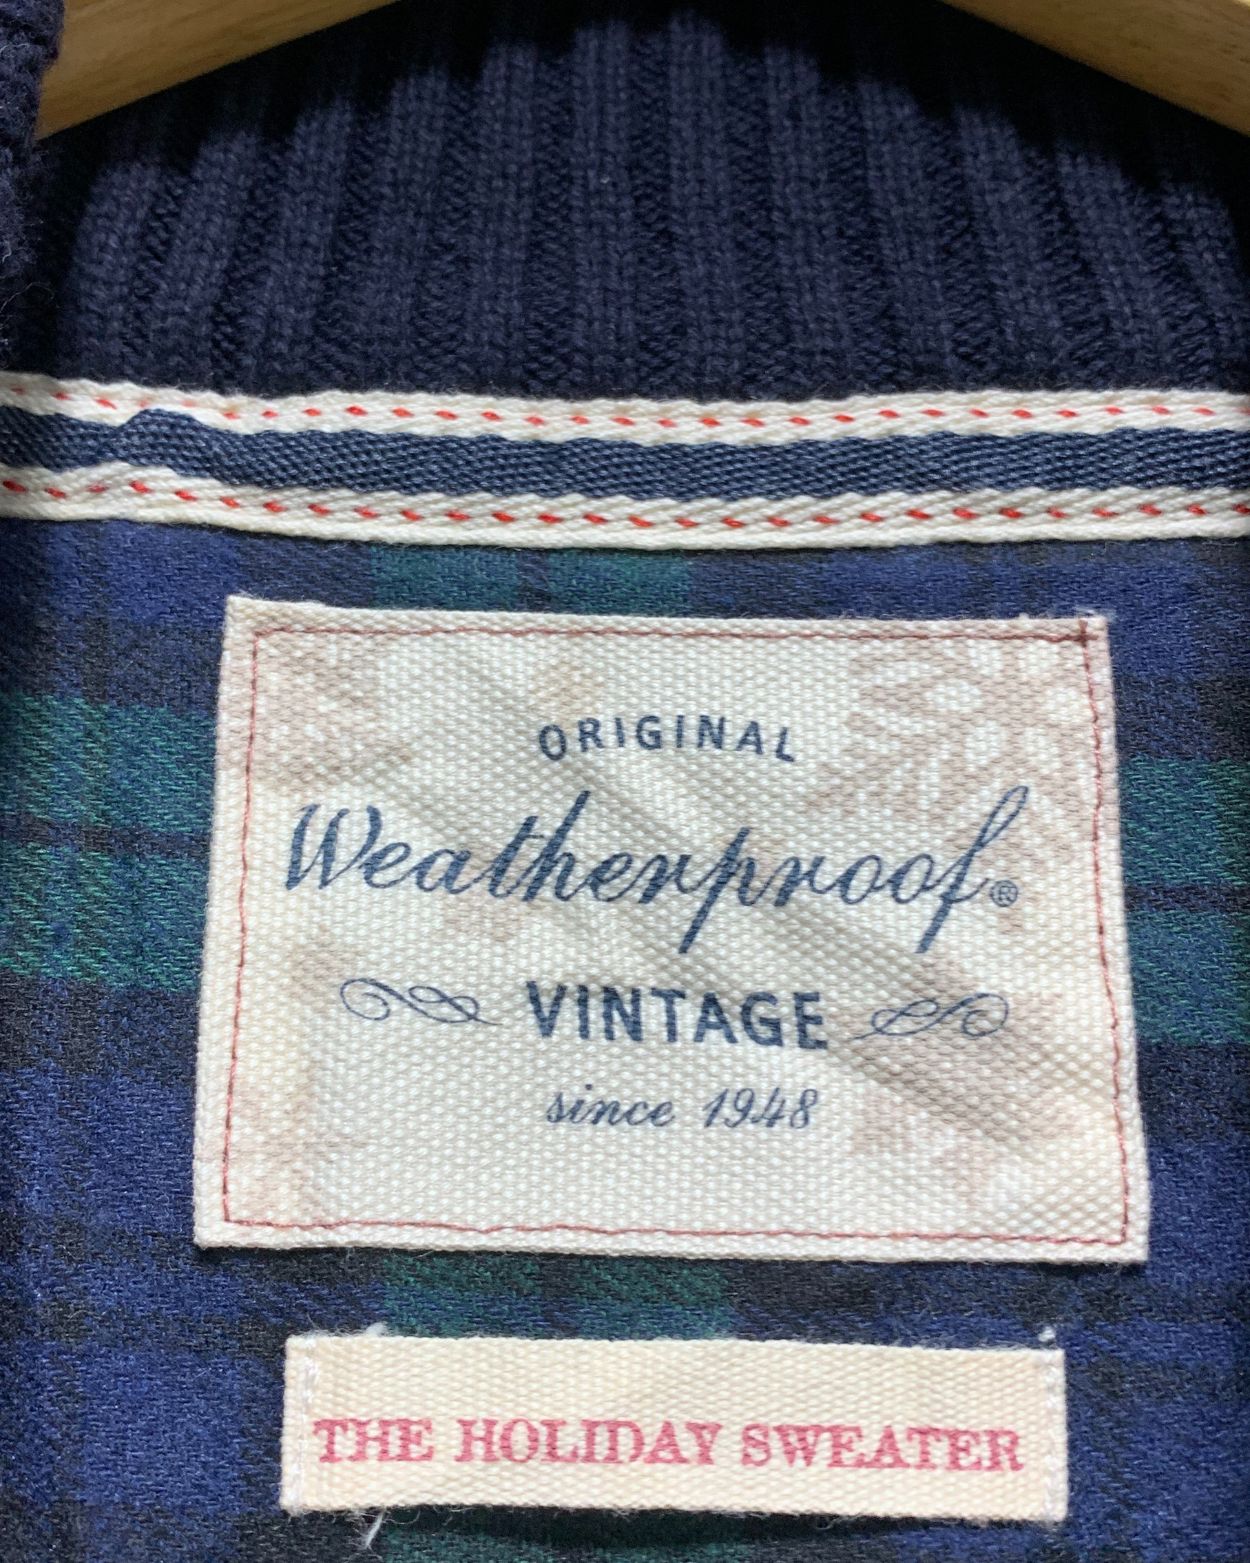 ORIGINAL
Weatherproof®
VINTAGE
since 1948
THE HOLIDAY SWEATER